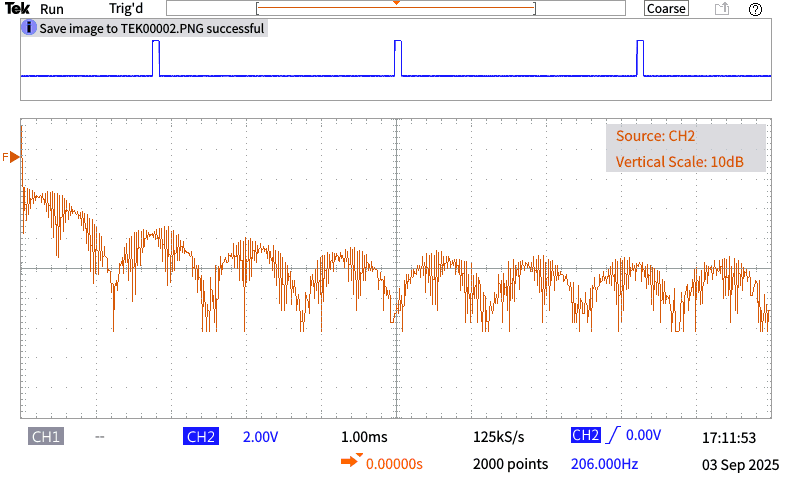 Tek Run Trig'd Coarse
i Save image to TEK00002.PNG successful
Source: CH2
F
Vertical Scale: 10dB
CH1 -- CH2 2.00V 1.00ms 125kS/s CH2 0.00V 17:11:53
0.00000s 2000 points 206.000Hz 03 Sep 2025